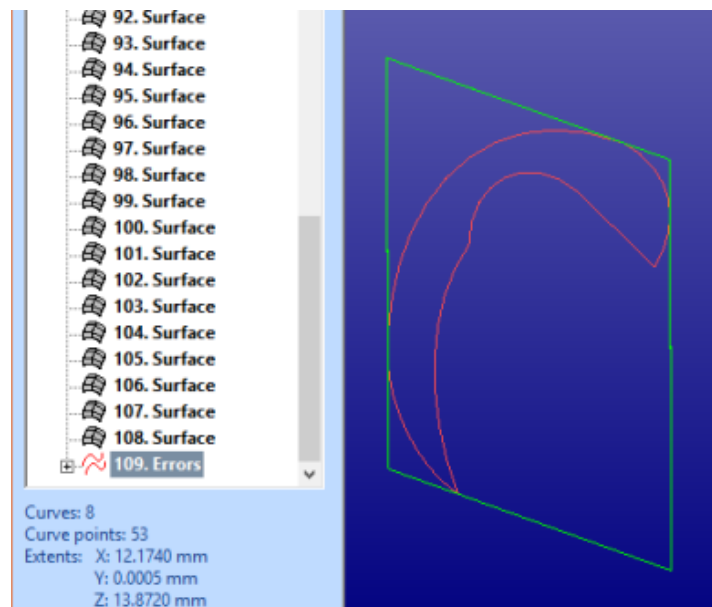 92. Surface
93. Surface
94. Surface
95. Surface
96. Surface
97. Surface
98. Surface
99. Surface
100. Surface
101. Surface
102. Surface
103. Surface
104. Surface
105. Surface
106. Surface
107. Surface
108. Surface
109. Errors
Curves: 8
Curve points: 53
Extents: X: 12.1740 mm
Y: 0.0005 mm
Z: 13.8720 mm